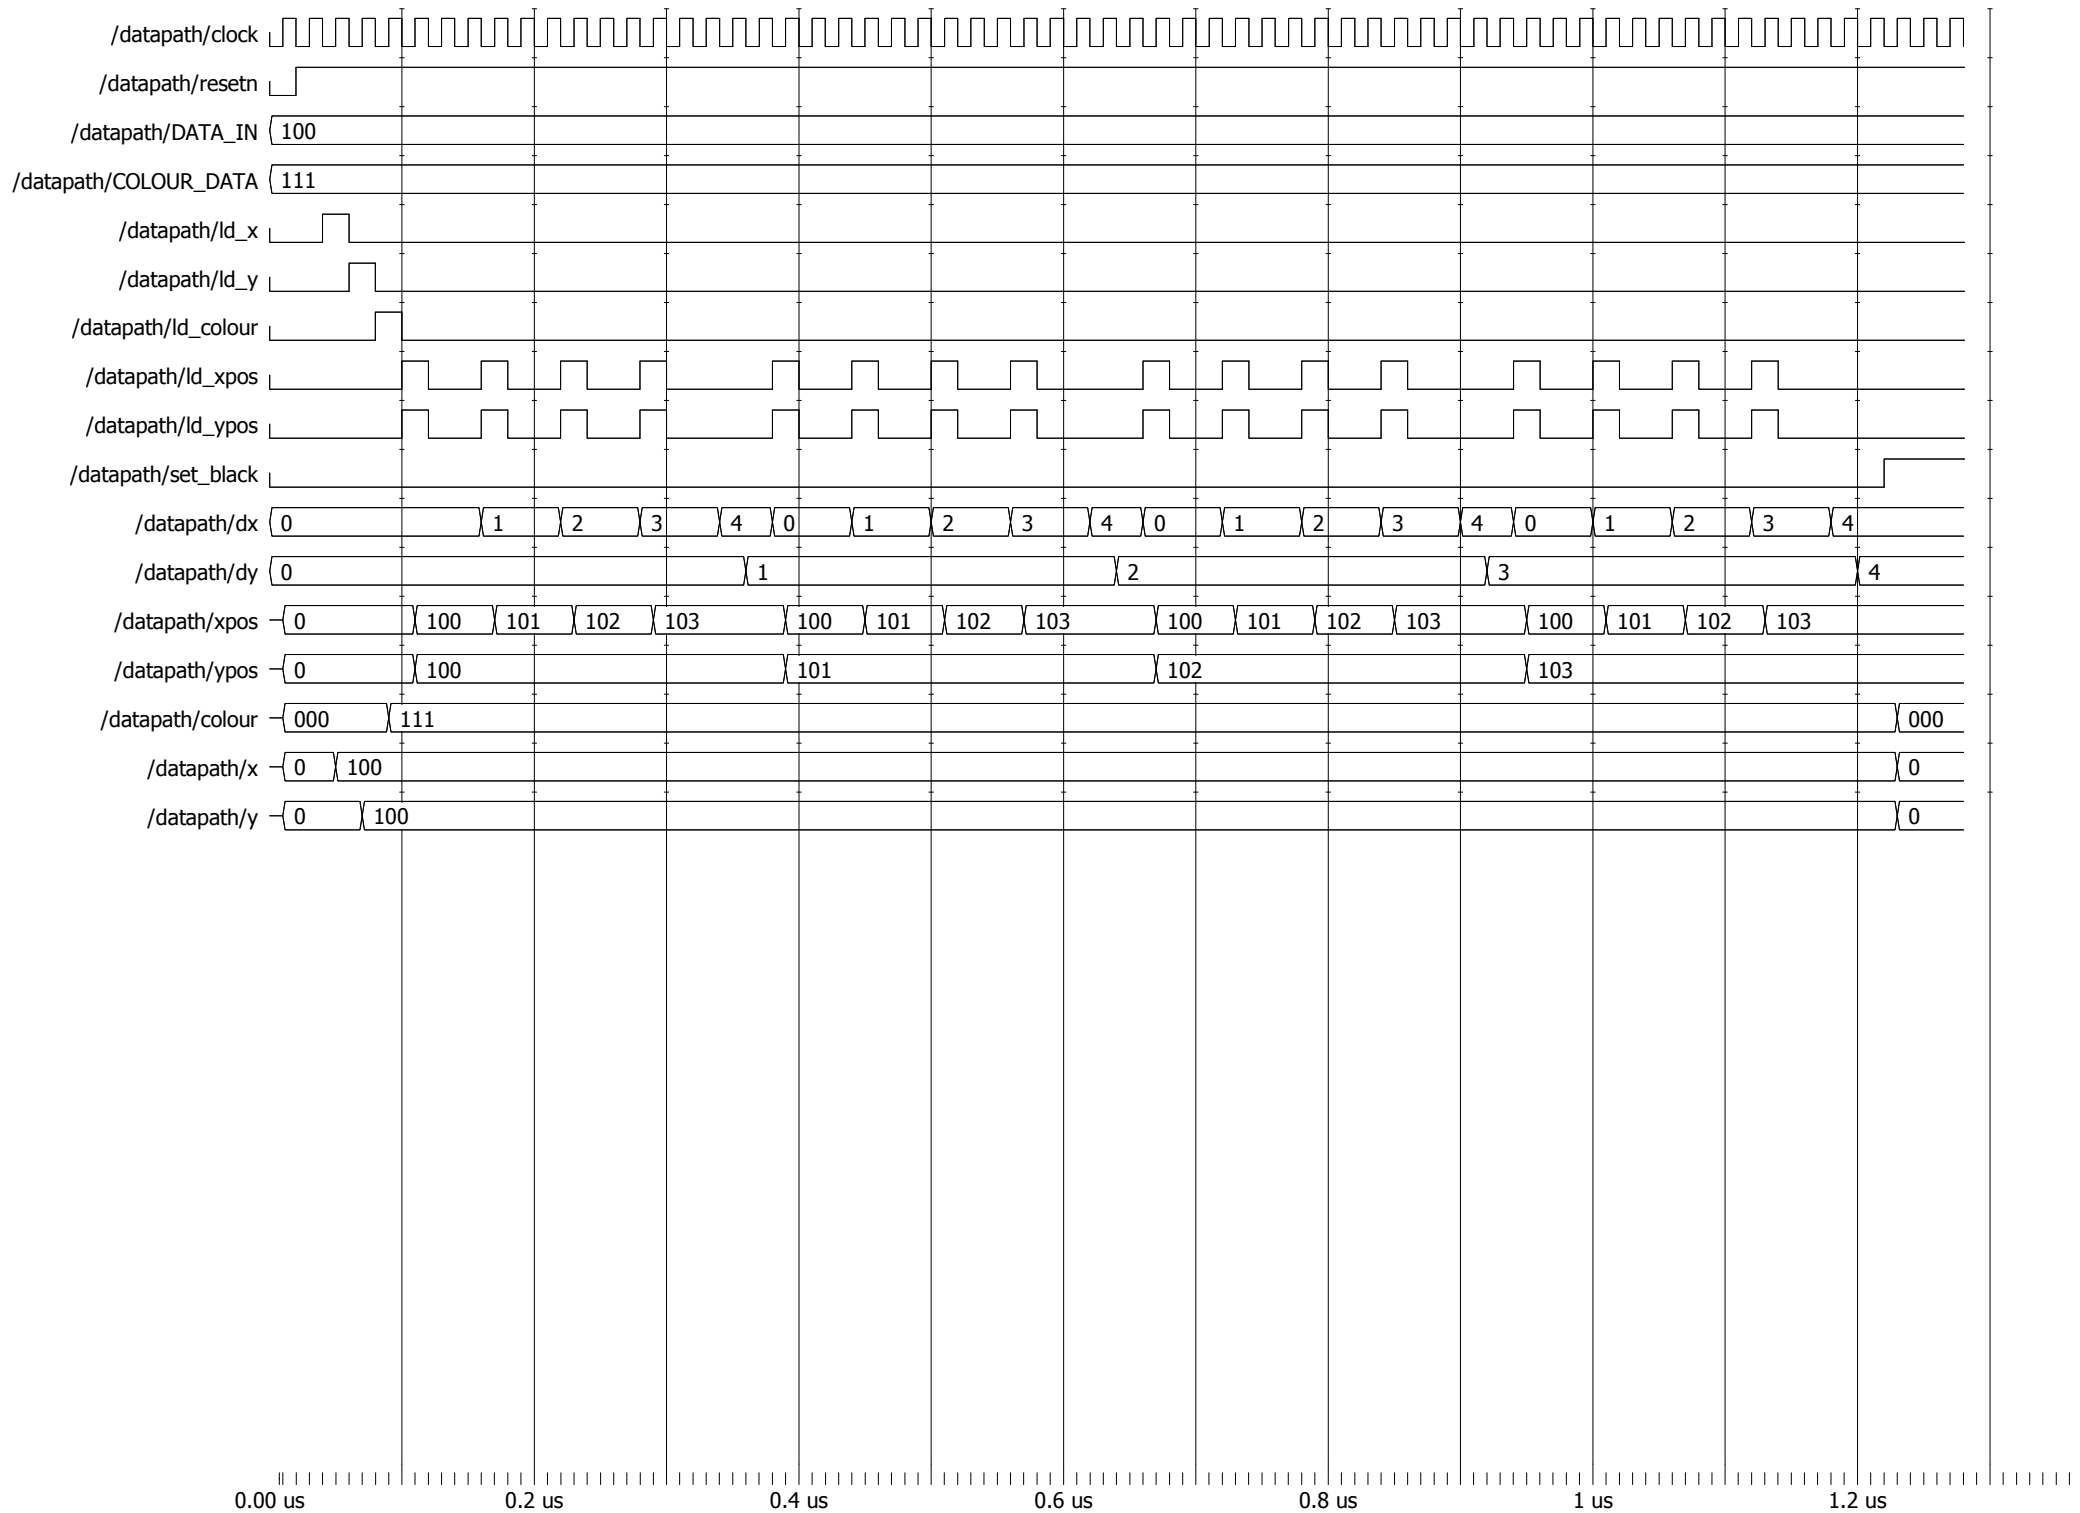 /datapath/clock
/datapath/resetn
/datapath/DATA_IN 100
/datapath/COLOUR_DATA 111
/datapath/ld_x
/datapath/ld_y
/datapath/ld_colour
/datapath/ld_xpos
/datapath/ld_ypos
/datapath/set_black
/datapath/dx 0 1 2 3 4 0 1 2 3 4 0 1 2 3 4 0 1 2 3 4
/datapath/dy 0 1 2 3 4
/datapath/xpos 0 100 101 102 103 100 101 102 103 100 101 102 103 100 101 102 103
/datapath/ypos 0 100 101 102 103
/datapath/colour 000 111 000
/datapath/x 0 100 0
/datapath/y 0 100 0
0.00 us 0.2 us 0.4 us 0.6 us 0.8 us 1 us 1.2 us